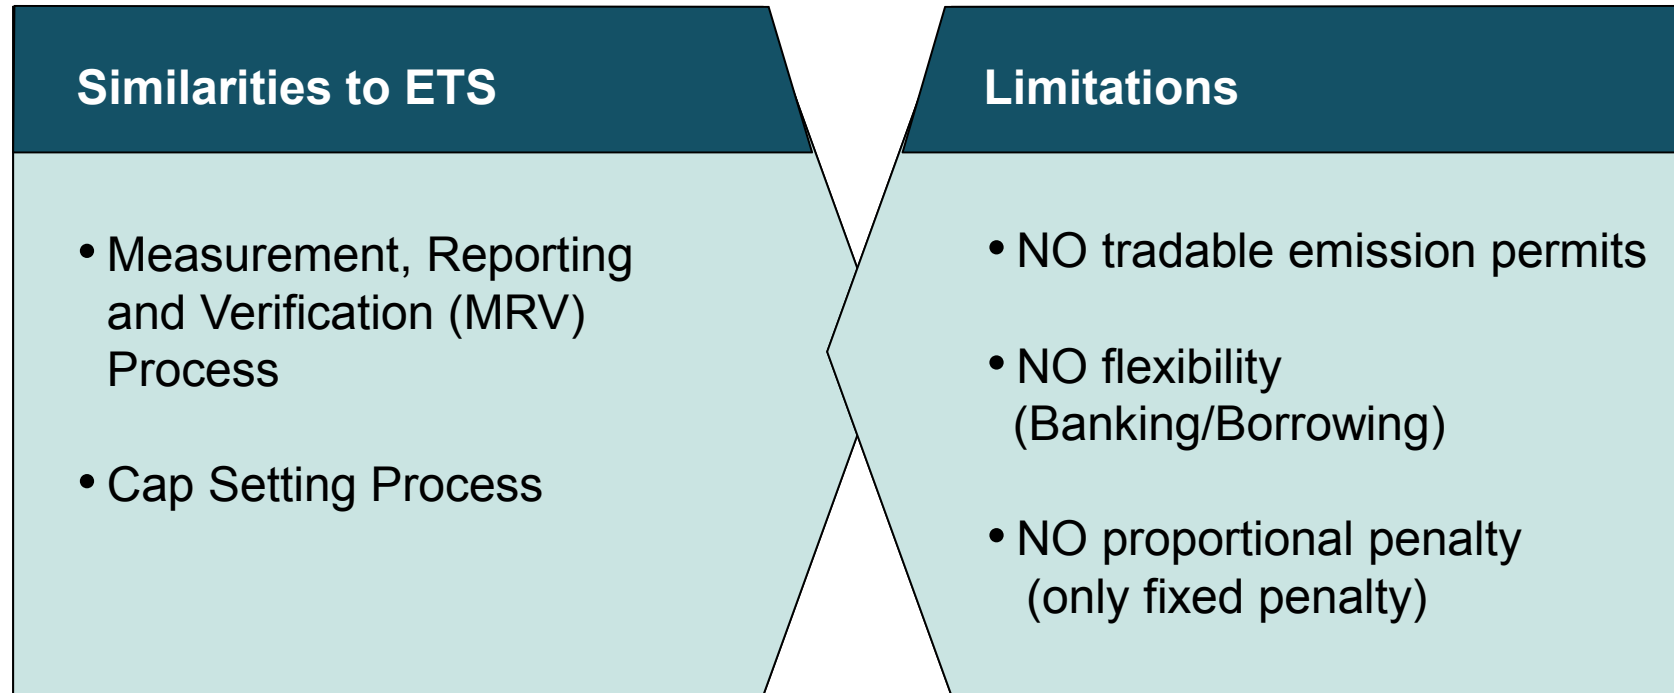 Similarities to ETS
• Measurement, Reporting
and Verification (MRV)
Process
• Cap Setting Process
Limitations
• NO tradable emission permits
• NO flexibility
(Banking/Borrowing)
• NO proportional penalty
(only fixed penalty)